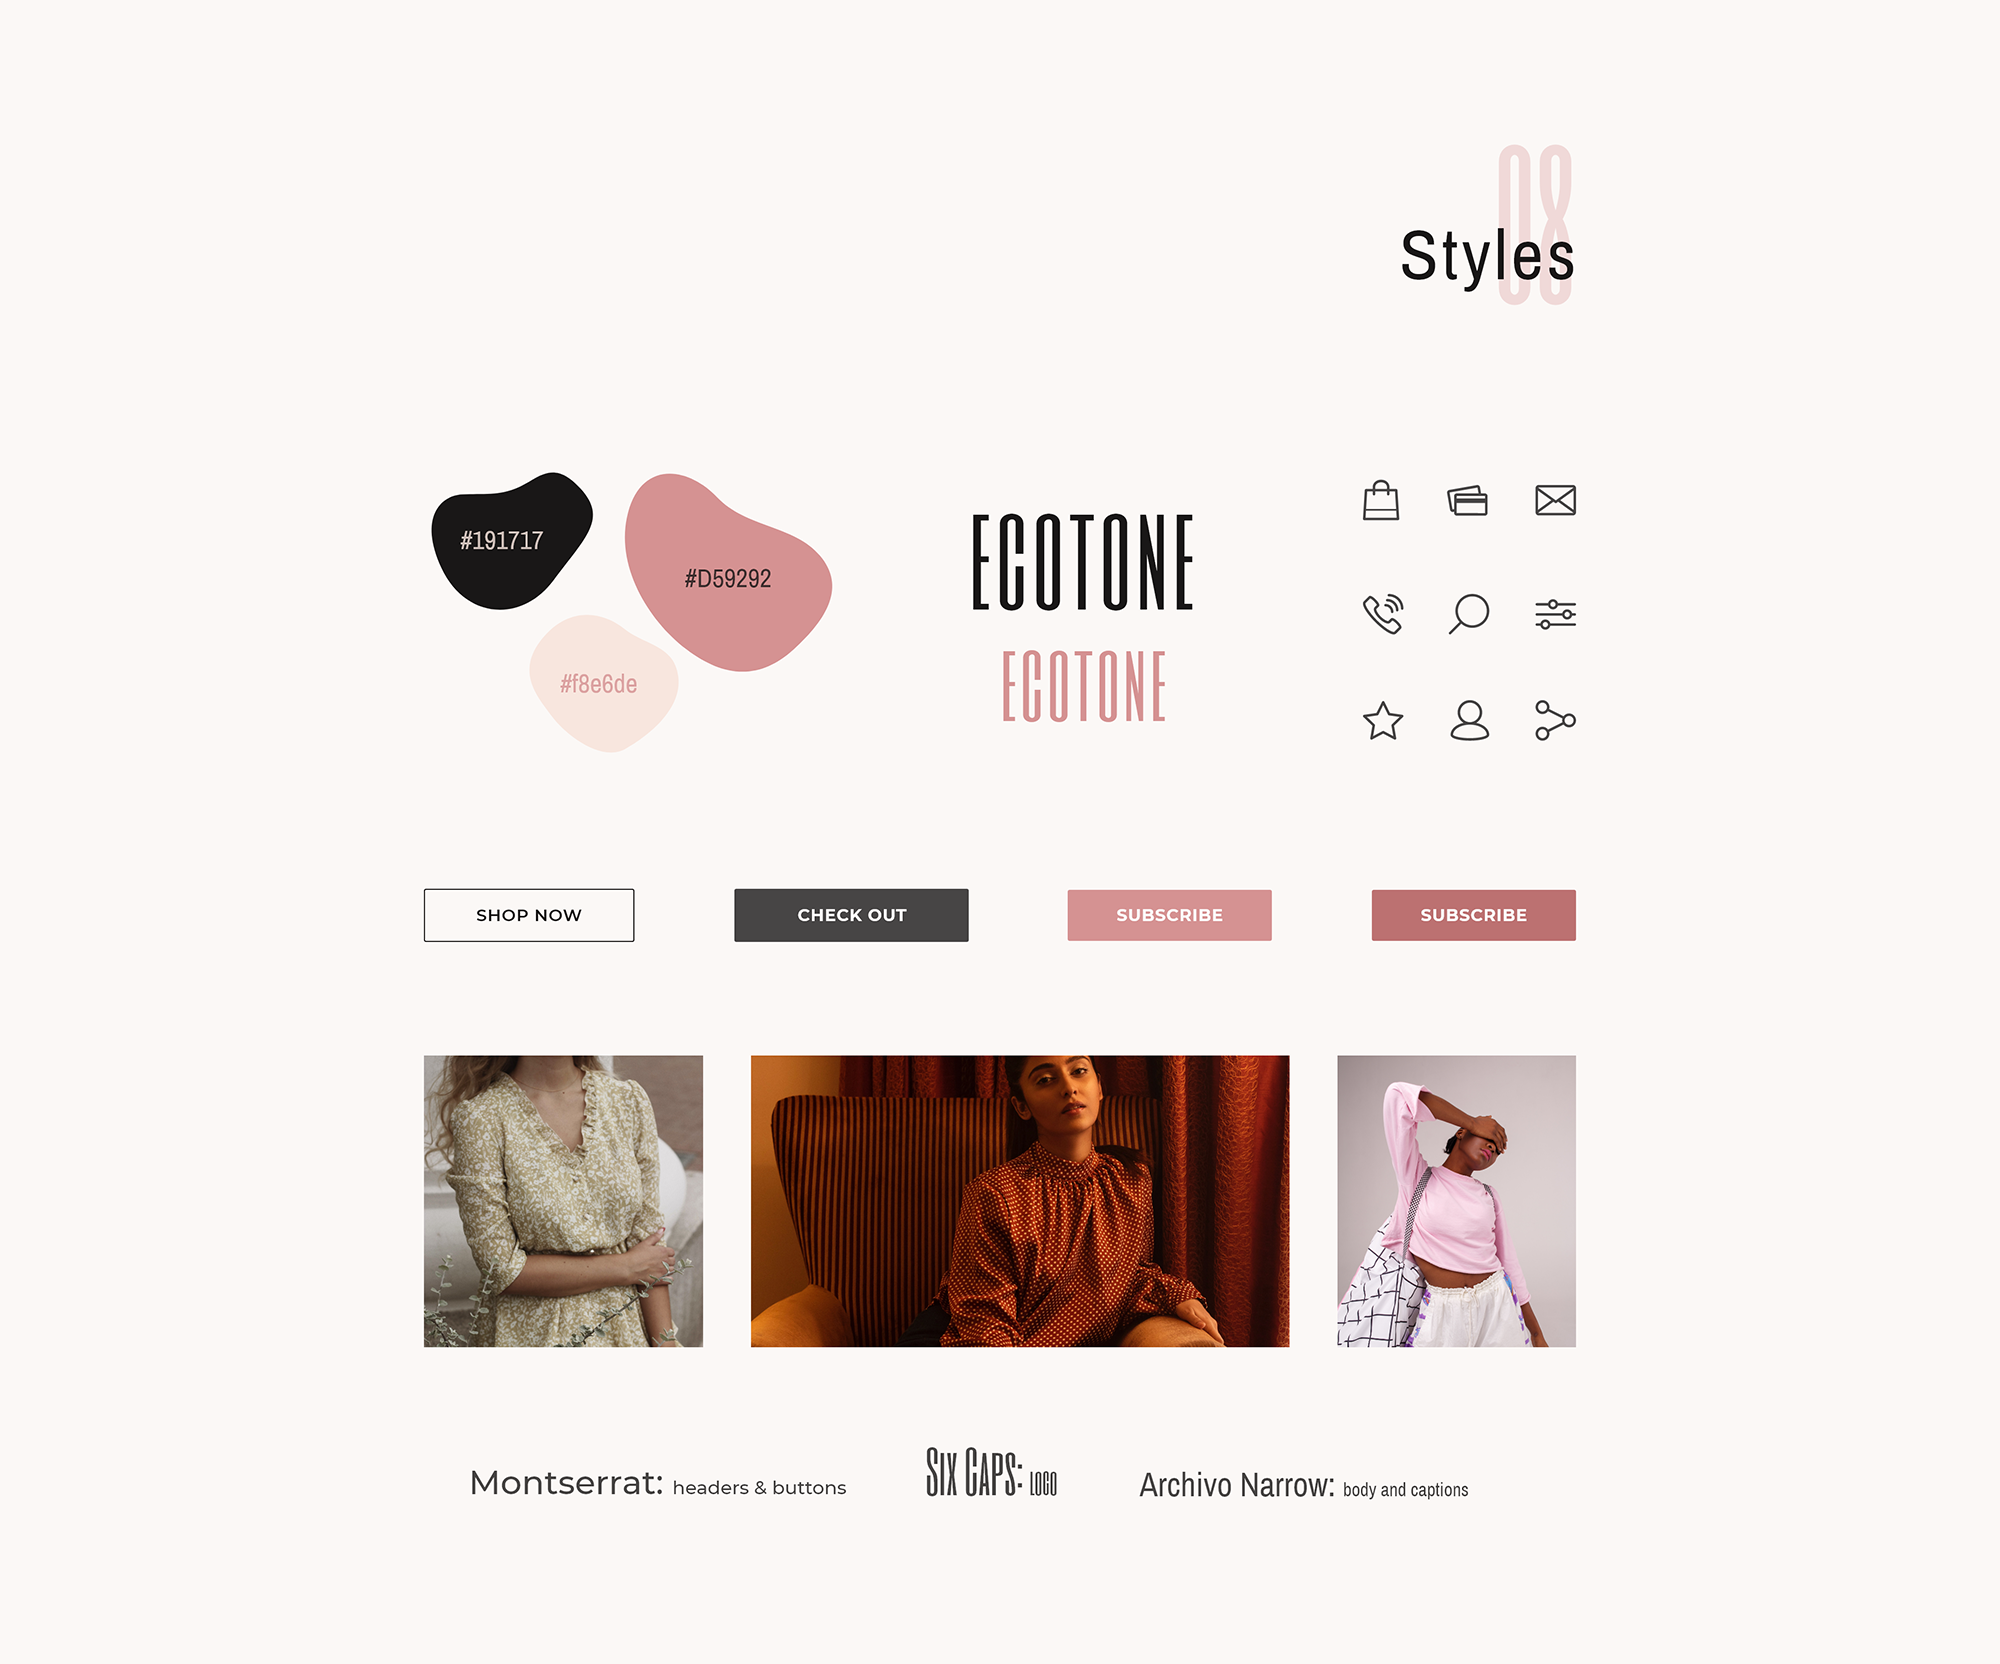 08
Styles
#191717
#D59292
#f8e6de
ECOTONE
ECOTONE
SHOP NOW
CHECK OUT
SUBSCRIBE
SUBSCRIBE
Montserrat: headers & buttons
SIX CAPS: LOGO
Archivo Narrow: body and captions